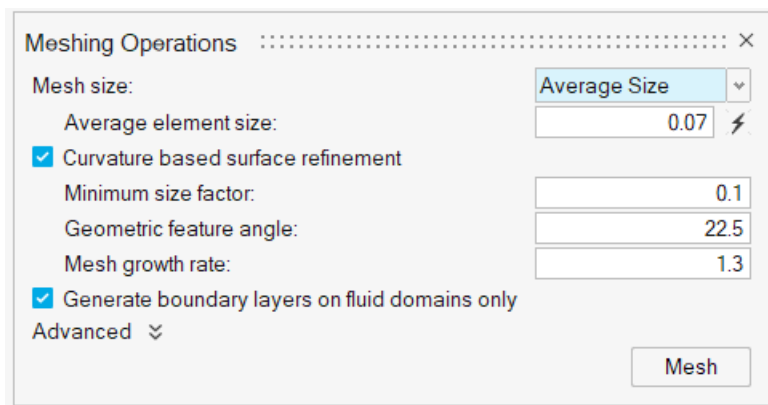 Meshing Operations
Mesh size: Average Size
Average element size: 0.07
Curvature based surface refinement
Minimum size factor: 0.1
Geometric feature angle: 22.5
Mesh growth rate: 1.3
Generate boundary layers on fluid domains only
Advanced
Mesh